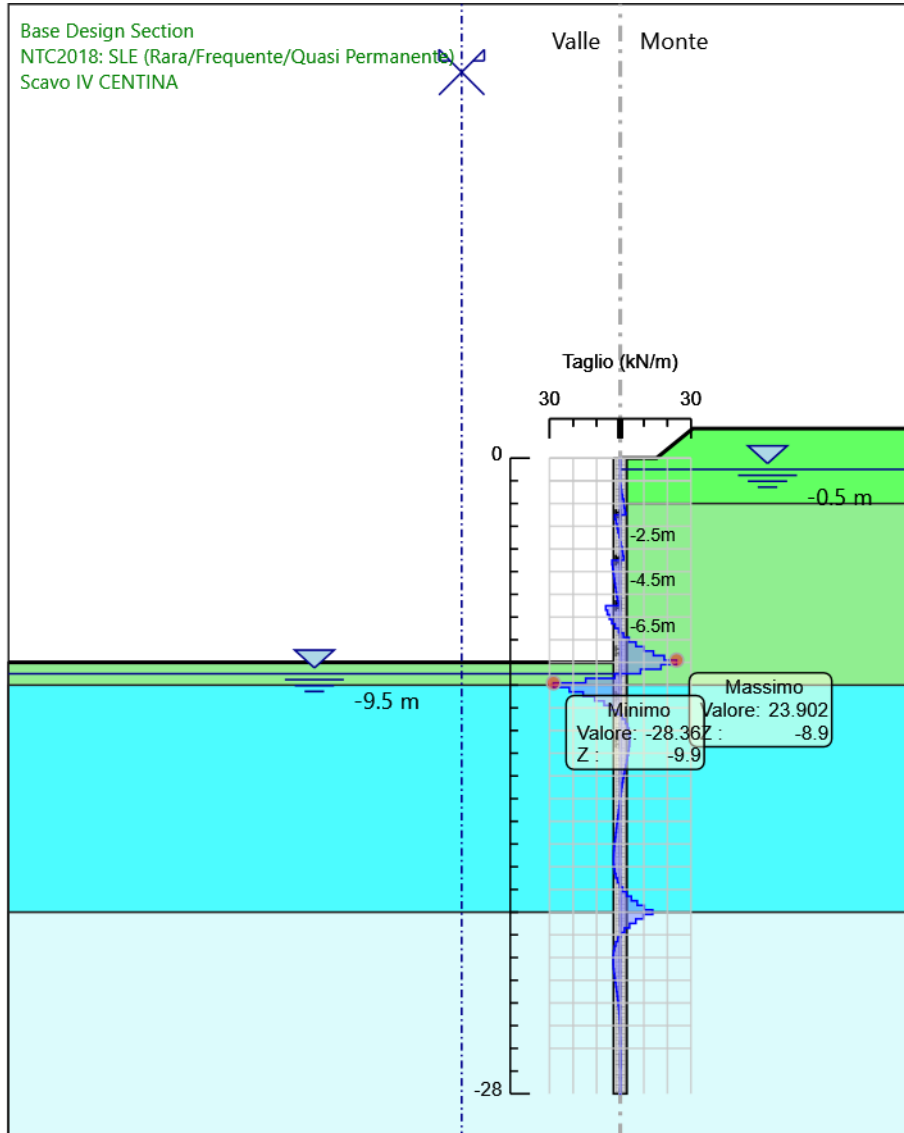 Base Design Section
NTC2018: SLE (Rara/Frequente/Quasi Permanente)
Scavo IV CENTINA
Valle
Monte
Taglio (kN/m)
30
30
0
-0.5 m
-2.5m
-4.5m
-6.5m
-9.5 m
Massimo
Valore: 23.902
Z : -8.9
Minimo
Valore: -28.36
Z : -9.9
-28